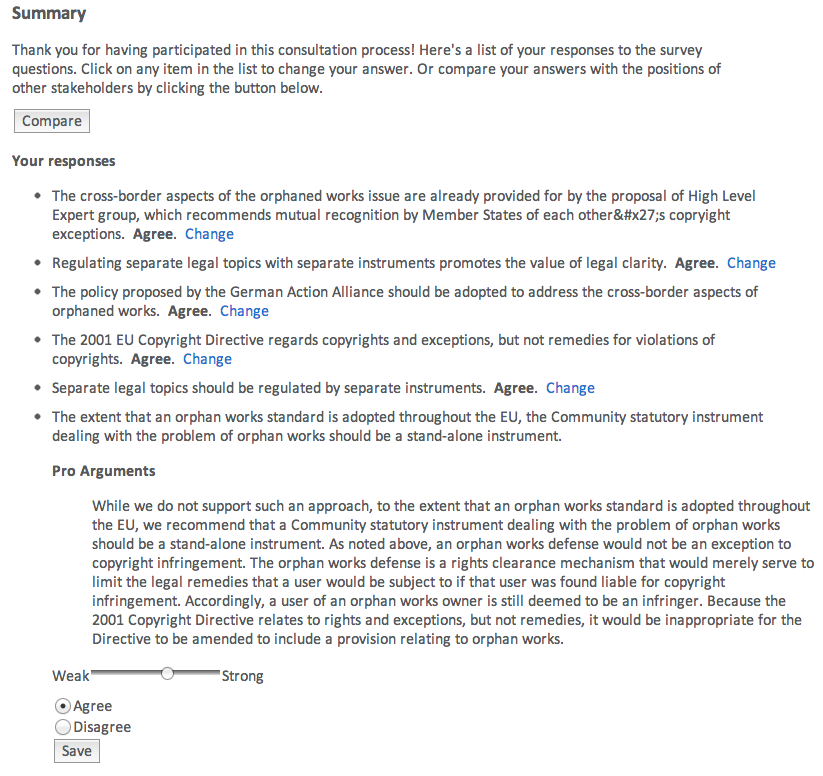 Summary
Thank you for having participated in this consultation process! Here's a list of your responses to the survey
questions. Click on any item in the list to change your answer. Or compare your answers with the positions of
other stakeholders by clicking the button below.
Compare
Your responses
• The cross-border aspects of the orphaned works issue are already provided for by the proposal of High Level
Expert group, which recommends mutual recognition by Member States of each other&#x27;s copryight
exceptions. Agree. Change
• Regulating separate legal topics with separate instruments promotes the value of legal clarity. Agree. Change
• The policy proposed by the German Action Alliance should be adopted to address the cross-border aspects of
orphaned works. Agree. Change
• The 2001 EU Copyright Directive regards copyrights and exceptions, but not remedies for violations of
copyrights. Agree. Change
• Separate legal topics should be regulated by separate instruments. Agree. Change
• The extent that an orphan works standard is adopted throughout the EU, the Community statutory instrument
dealing with the problem of orphan works should be a stand-alone instrument.
Pro Arguments
While we do not support such an approach, to the extent that an orphan works standard is adopted throughout
the EU, we recommend that a Community statutory instrument dealing with the problem of orphan works
should be a stand-alone instrument. As noted above, an orphan works defense would not be an exception to
copyright infringement. The orphan works defense is a rights clearance mechanism that would merely serve to
limit the legal remedies that a user would be subject to if that user was found liable for copyright
infringement. Accordingly, a user of an orphan works owner is still deemed to be an infringer. Because the
2001 Copyright Directive relates to rights and exceptions, but not remedies, it would be inappropriate for the
Directive to be amended to include a provision relating to orphan works.
Weak Strong
Agree
Disagree
Save